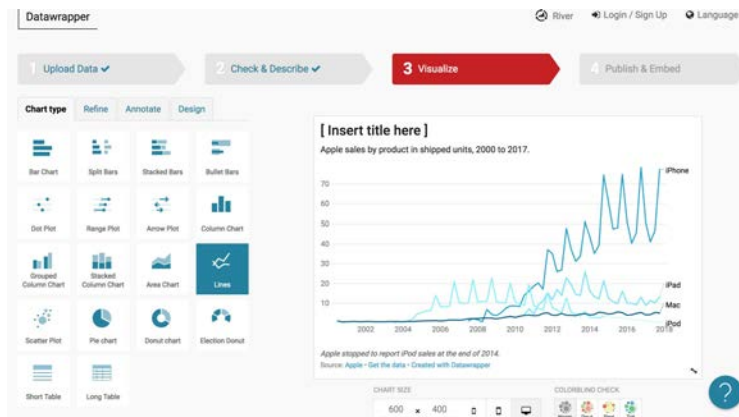 Datawrapper
River Login / Sign Up Language
1 Upload Data ✔ 2 Check & Describe ✔ 3 Visualize 4 Publish & Embed
Chart type Refine Annotate Design
Bar Chart Split Bars Stacked Bars Bullet Bars
Dot Plot Range Plot Arrow Plot Column Chart
Grouped Column Chart Stacked Column Chart Area Chart Lines
Scatter Plot Pie chart Donut chart Election Donut
Short Table Long Table
[ Insert title here ]
Apple sales by product in shipped units, 2000 to 2017.
iPhone
70
60
50
40
30
20
iPad
10
Mac
iPod
2002 2004 2006 2008 2010 2012 2014 2016 2018
Apple stopped to report iPod sales at the end of 2014.
Source: Apple • Get the data • Created with Datawrapper
CHART SIZE COLORBLIND CHECK
600 × 400
?